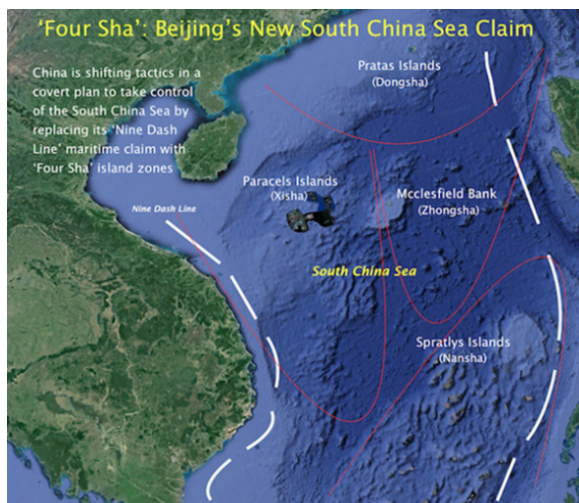 ‘Four Sha’: Beijing’s New South China Sea Claim
China is shifting tactics in a
covert plan to take control
of the South China Sea by
replacing its ‘Nine Dash
Line’ maritime claim with
‘Four Sha’ island zones
Pratas Islands
(Dongsha)
Paracels Islands
(Xisha)
Mcclesfield Bank
(Zhongsha)
Nine Dash Line
South China Sea
Spratlys Islands
(Nansha)